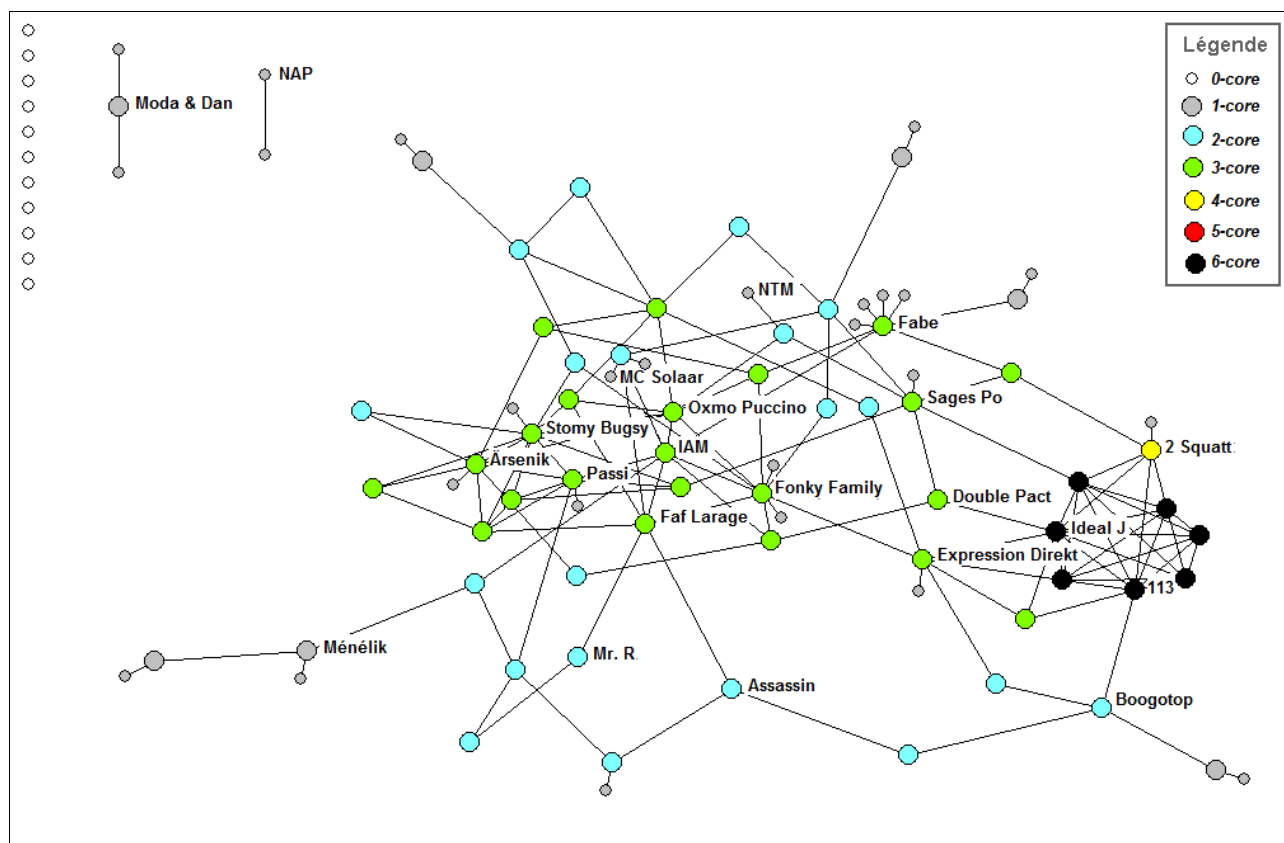 Légende
0-core
1-core
2-core
3-core
4-core
5-core
6-core
NAP
Moda & Dan
NTM
Fabe
MC Solaar
Oxmo Puccino
Sages Po
Stomy Bugsy
IAM
2 Squatt
Ärsenik
Passi
Fonky Family
Double Pact
Faf Larage
Ideal J
Expression Direkt
113
Ménélik
Mr. R
Assassin
Boogotop